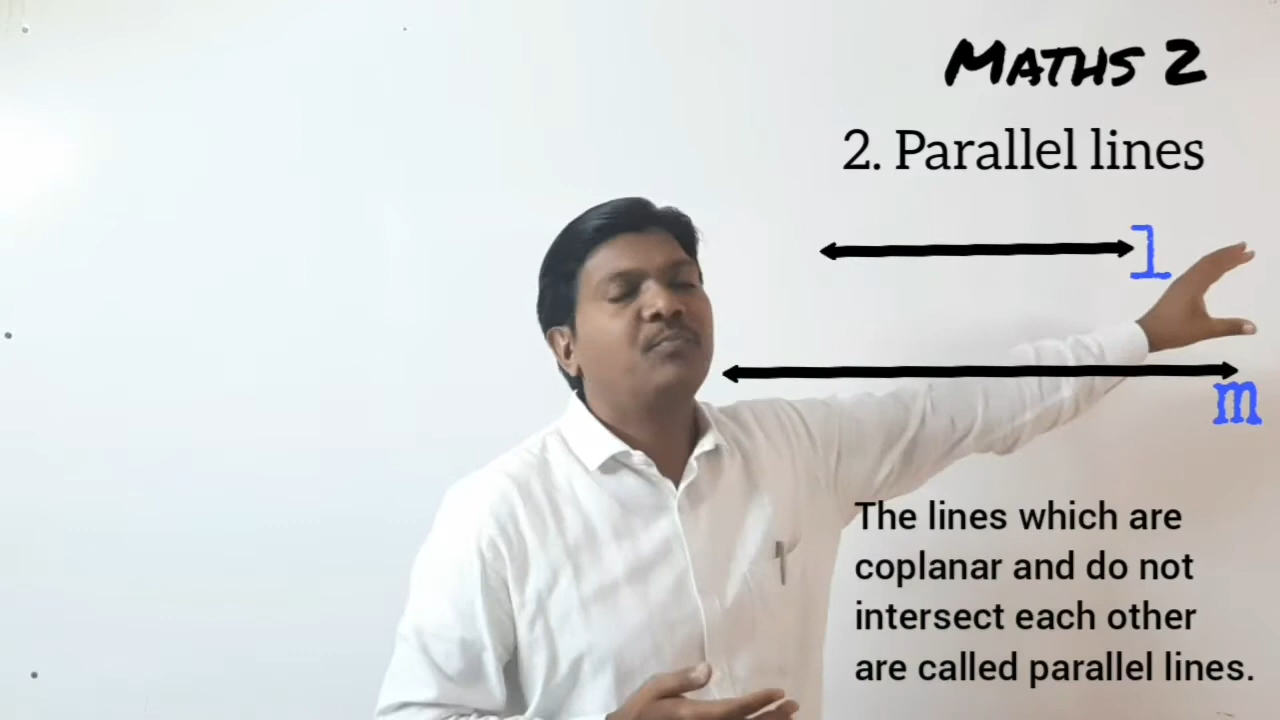 Maths 2
2. Parallel lines
l
m
The lines which are
coplanar and do not
intersect each other
are called parallel lines.